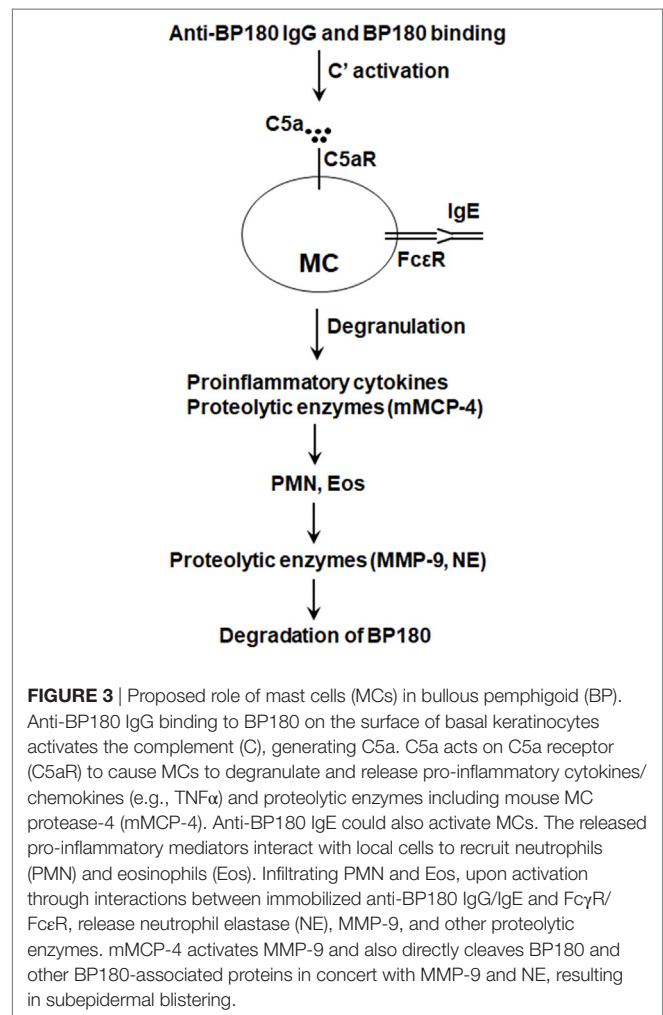 Anti-BP180 IgG and BP180 binding
C’ activation
C5a
C5aR
IgE
MC
FcεR
Degranulation
Proinflammatory cytokines
Proteolytic enzymes (mMCP-4)
PMN, Eos
Proteolytic enzymes (MMP-9, NE)
Degradation of BP180
FIGURE 3 | Proposed role of mast cells (MCs) in bullous pemphigoid (BP).
Anti-BP180 IgG binding to BP180 on the surface of basal keratinocytes
activates the complement (C), generating C5a. C5a acts on C5a receptor
(C5aR) to cause MCs to degranulate and release pro-inflammatory cytokines/
chemokines (e.g., TNFα) and proteolytic enzymes including mouse MC
protease-4 (mMCP-4). Anti-BP180 IgE could also activate MCs. The released
pro-inflammatory mediators interact with local cells to recruit neutrophils
(PMN) and eosinophils (Eos). Infiltrating PMN and Eos, upon activation
through interactions between immobilized anti-BP180 IgG/IgE and FcγR/
FcεR, release neutrophil elastase (NE), MMP-9, and other proteolytic
enzymes. mMCP-4 activates MMP-9 and also directly cleaves BP180 and
other BP180-associated proteins in concert with MMP-9 and NE, resulting
in subepidermal blistering.